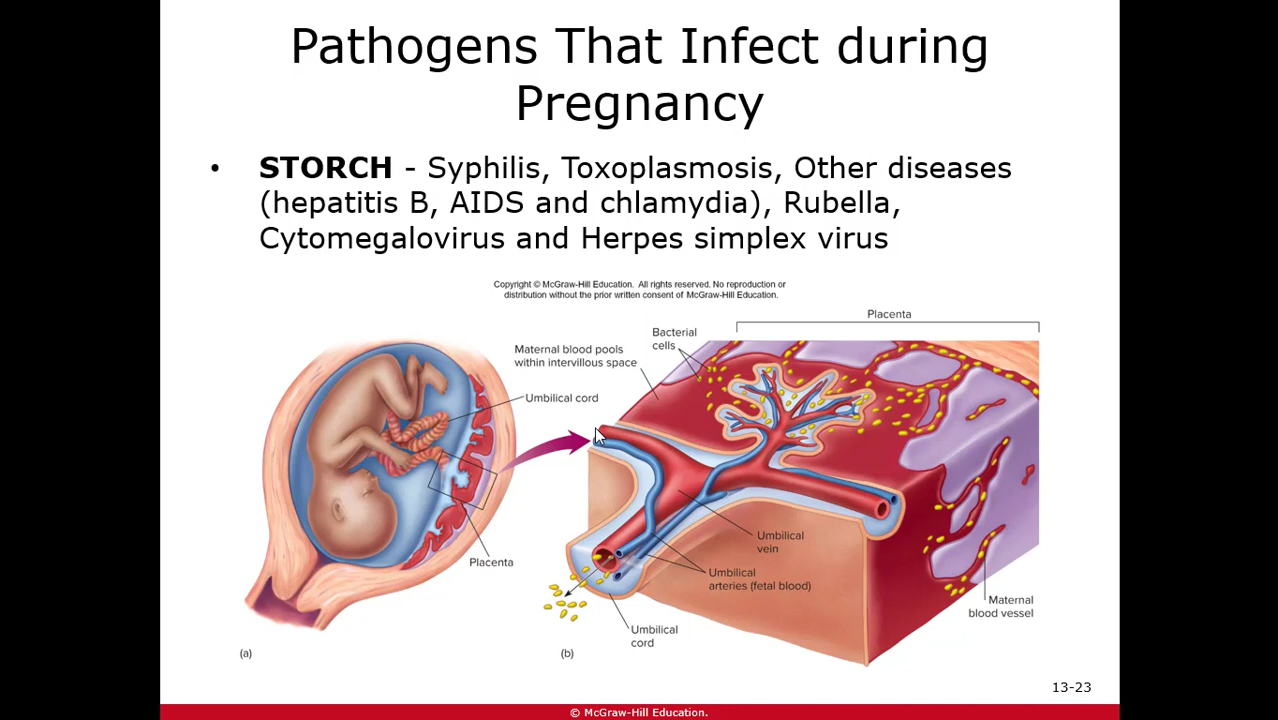 Pathogens That Infect during
Pregnancy
• STORCH - Syphilis, Toxoplasmosis, Other diseases
(hepatitis B, AIDS and chlamydia), Rubella,
Cytomegalovirus and Herpes simplex virus
Copyright © McGraw-Hill Education. All rights reserved. No reproduction or
distribution without the prior written consent of McGraw-Hill Education.
Placenta
Bacterial
cells
Maternal blood pools
within intervillous space
Umbilical cord
Umbilical
vein
Placenta
Umbilical
arteries (fetal blood)
Maternal
blood vessel
Umbilical
cord
(a)
(b)
13-23
© McGraw-Hill Education.